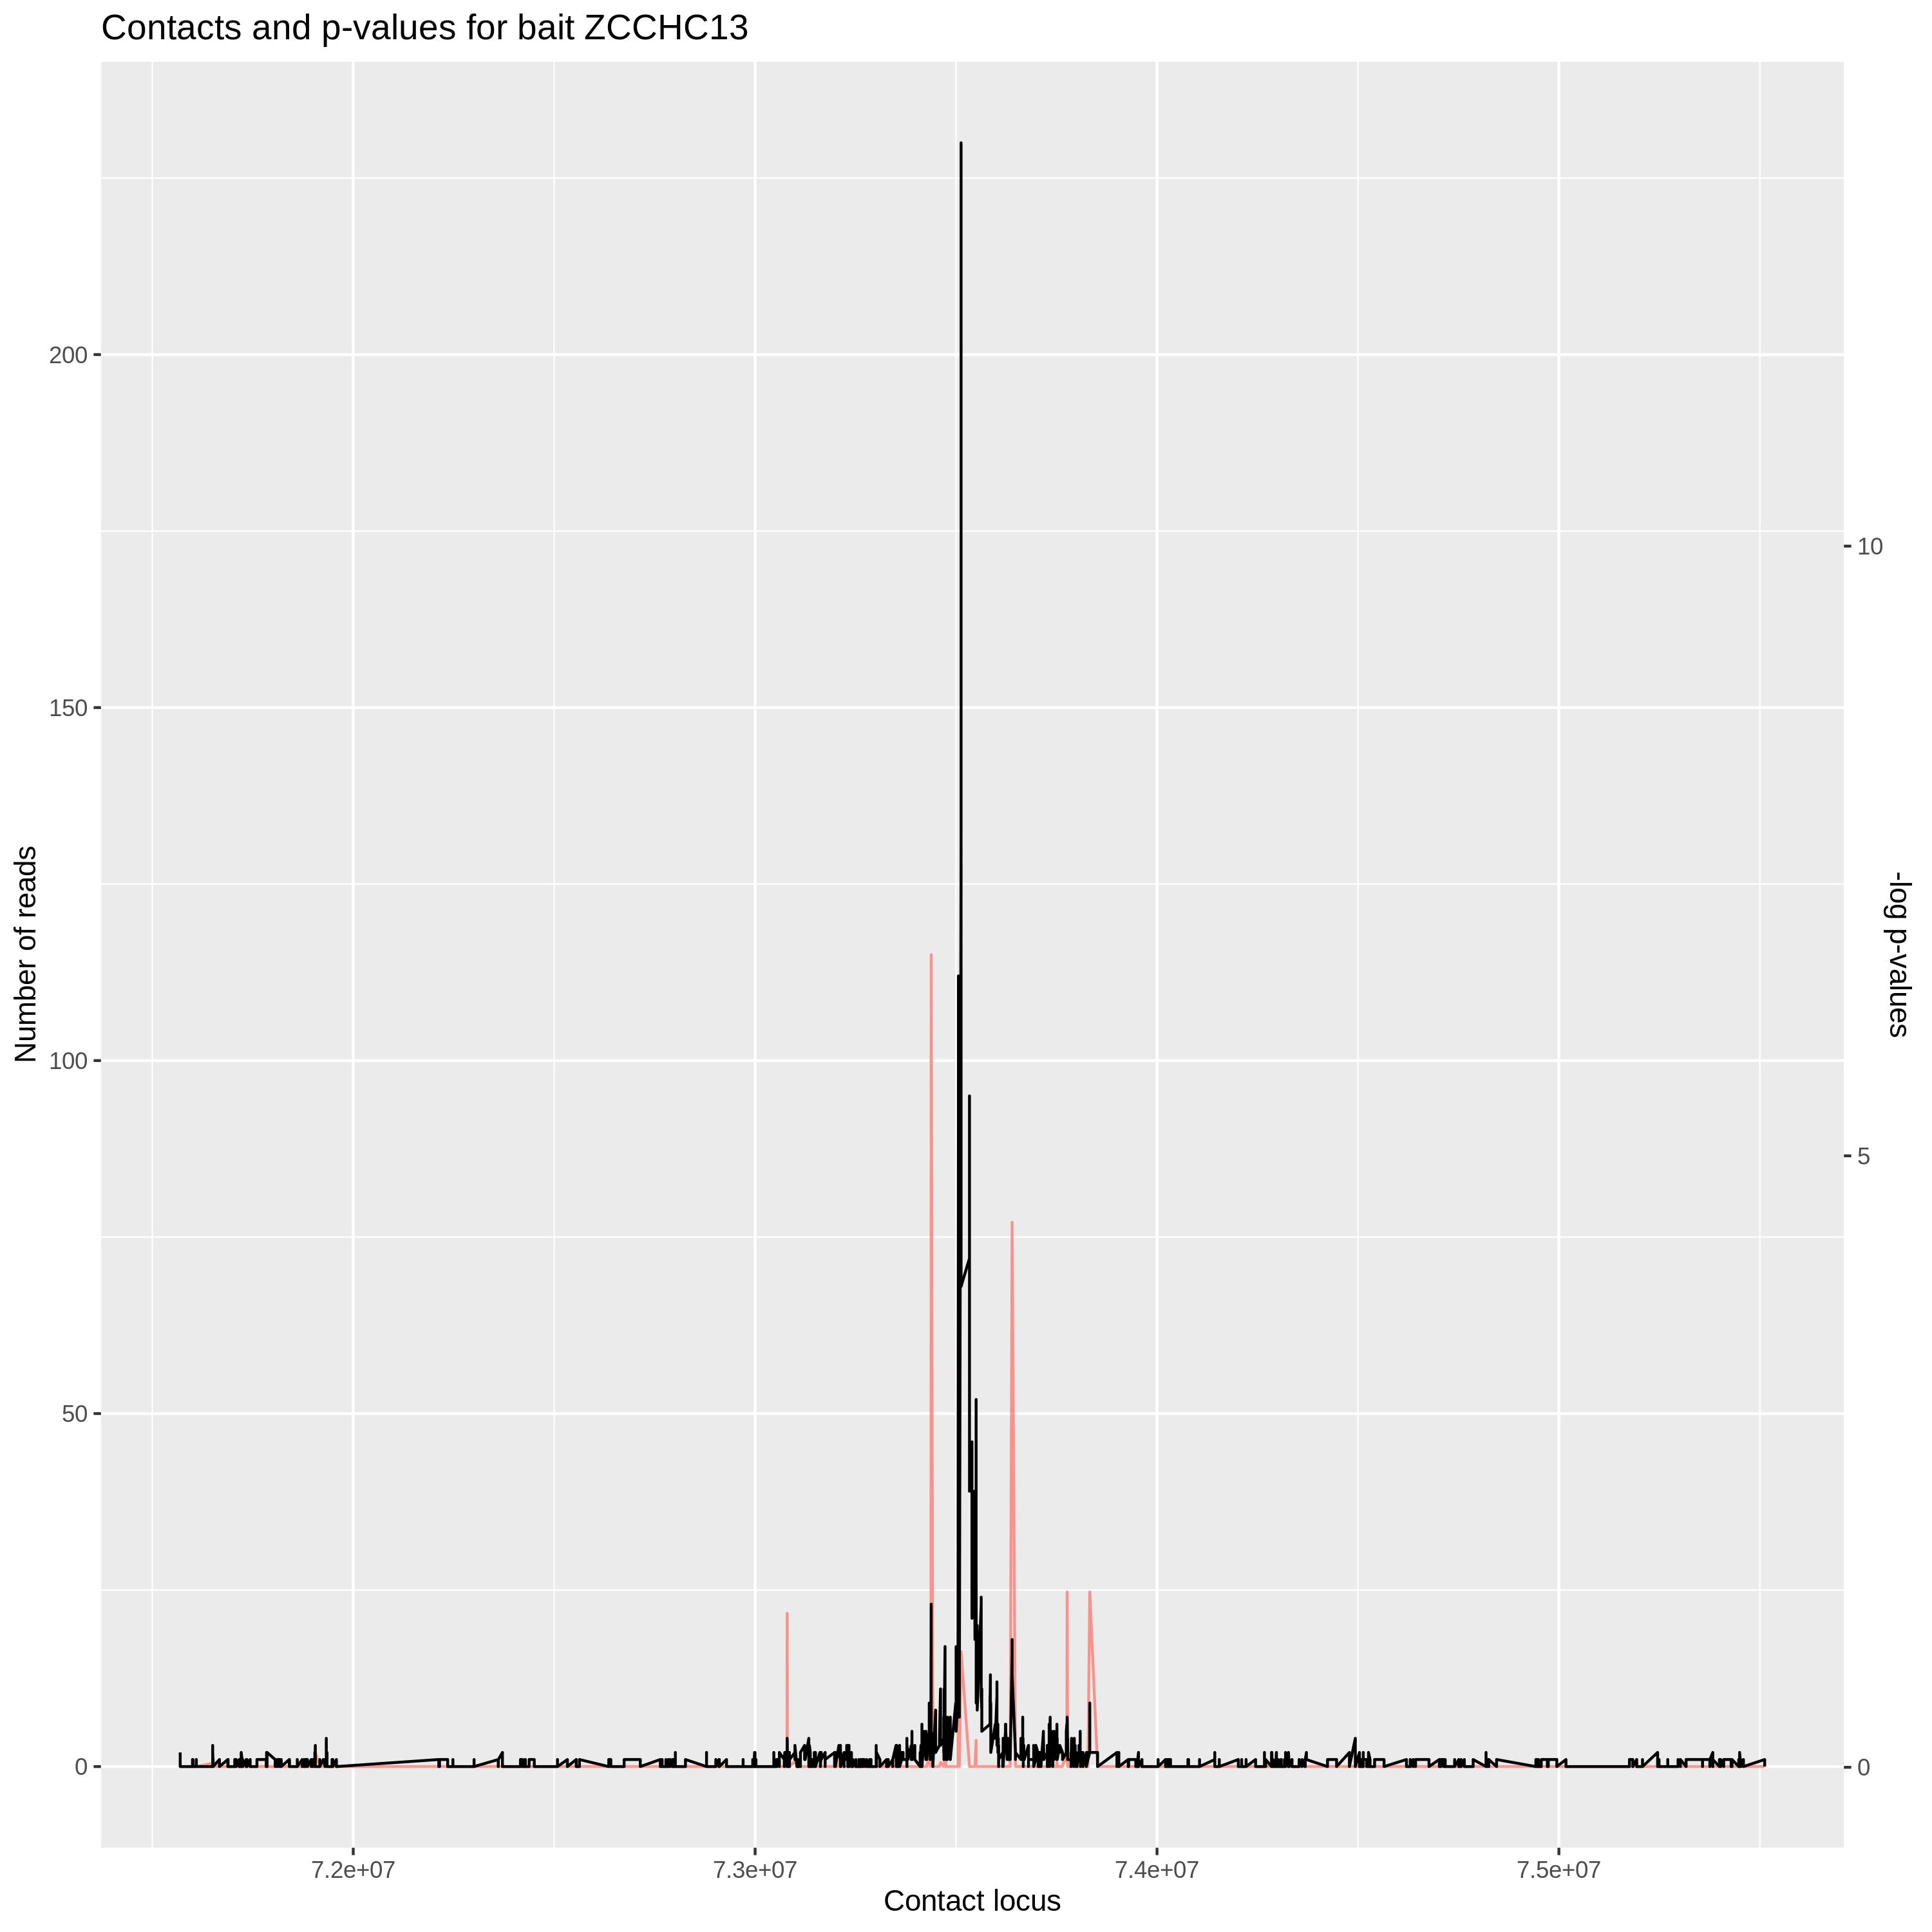 Contacts and p-values for bait ZCCHC13
Number of reads
200
150
100
50
0
10
5
0
-log p-values
7.2e+07
7.3e+07
7.4e+07
7.5e+07
Contact locus